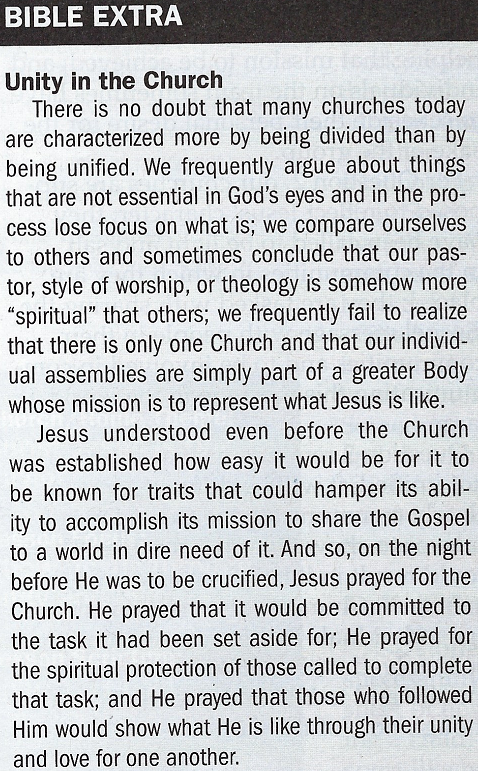 BIBLE EXTRA
Unity in the Church
There is no doubt that many churches today
are characterized more by being divided than by
being unified. We frequently argue about things
that are not essential in God's eyes and in the pro-
cess lose focus on what is; we compare ourselves
to others and sometimes conclude that our pas-
tor, style of worship, or theology is somehow more
“spiritual” that others; we frequently fail to realize
that there is only one Church and that our individ-
ual assemblies are simply part of a greater Body
whose mission is to represent what Jesus is like.
Jesus understood even before the Church
was established how easy it would be for it to
be known for traits that could hamper its abil-
ity to accomplish its mission to share the Gospel
to a world in dire need of it. And so, on the night
before He was to be crucified, Jesus prayed for the
Church. He prayed that it would be committed to
the task it had been set aside for; He prayed for
the spiritual protection of those called to complete
that task; and He prayed that those who followed
Him would show what He is like through their unity
and love for one another.